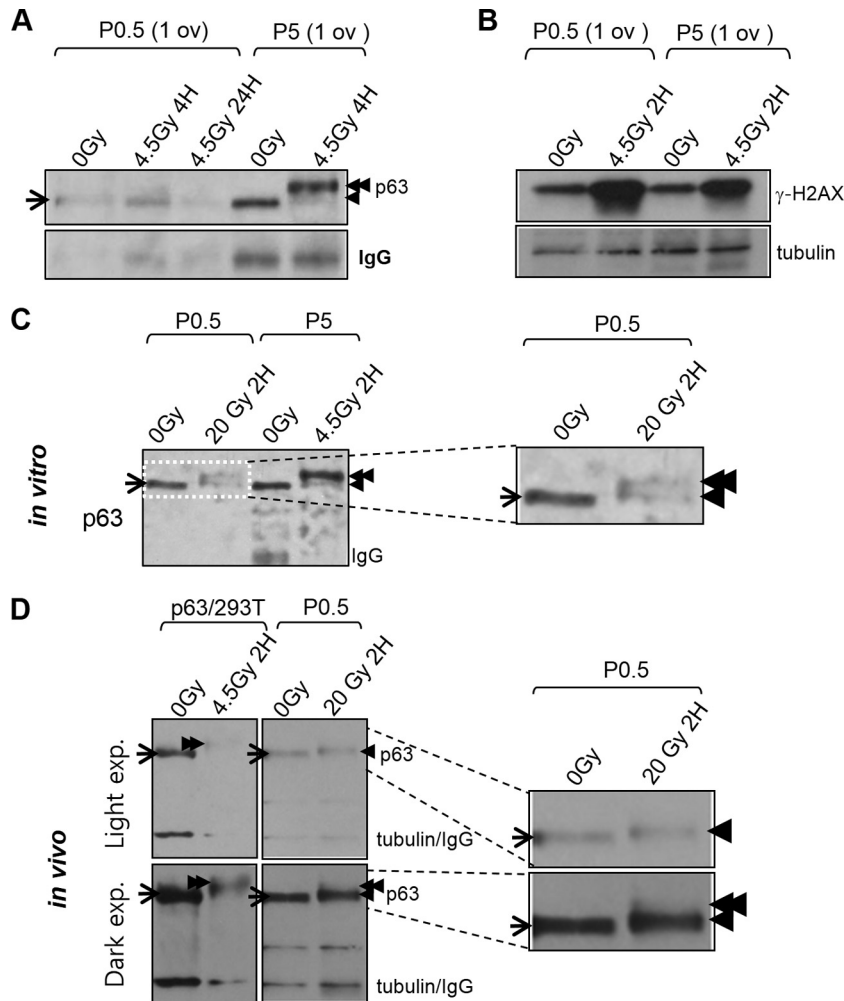 A
P0.5 (1 ov)
P5 (1 ov )
0Gy
4.5Gy 4H
4.5Gy 24H
0Gy
4.5Gy 4H
p63
IgG
B
P0.5 (1 ov )
P5 (1 ov )
0Gy
4.5Gy 2H
0Gy
4.5Gy 2H
γ-H2AX
tubulin
C
P0.5
P5
0Gy
20 Gy 2H
0Gy
4.5Gy 2H
in vitro
p63
IgG
P0.5
0Gy
20 Gy 2H
D
p63/293T
P0.5
0Gy
4.5Gy 2H
0Gy
20 Gy 2H
in vivo
Light exp.
p63
tubulin/IgG
Dark exp.
p63
tubulin/IgG
P0.5
0Gy
20 Gy 2H